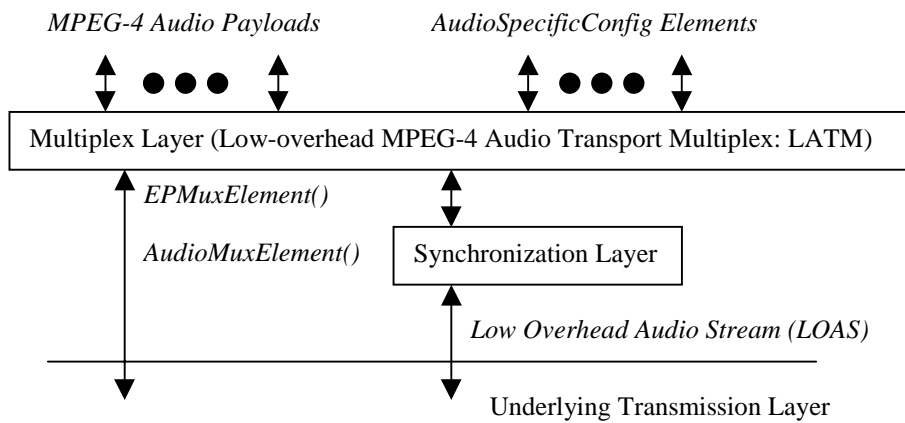 MPEG-4 Audio Payloads
AudioSpecificConfig Elements
Multiplex Layer (Low-overhead MPEG-4 Audio Transport Multiplex: LATM)
EPMuxElement()
AudioMuxElement()
Synchronization Layer
Low Overhead Audio Stream (LOAS)
Underlying Transmission Layer